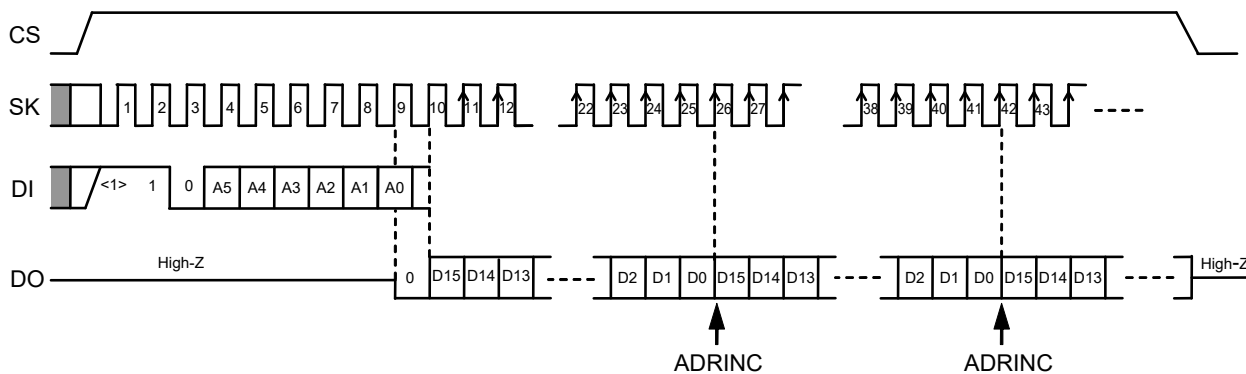 CS
SK 1 2 3 4 5 6 7 8 9 10 11 12 22 23 24 25 26 27 38 39 40 41 42 43
DI <1> 1 0 A5 A4 A3 A2 A1 A0
DO High-Z 0 D15 D14 D13 D2 D1 D0 D15 D14 D13 D2 D1 D0 D15 D14 D13 High-Z
ADRINC ADRINC